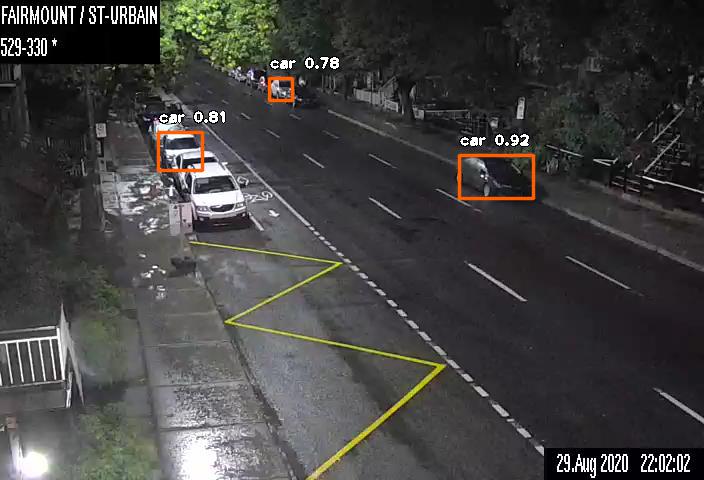 FAIRMOUNT / ST-URBAIN
529-330 *
car 0.78
car 0.81
car 0.92
29.Aug 2020 22:02:02